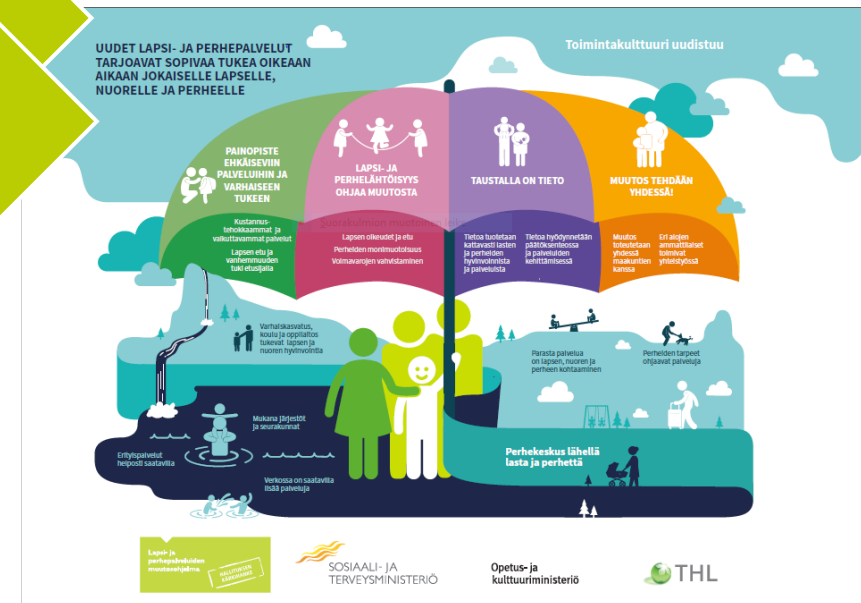 UUDET LAPSI- JA PERHEPALVELUT
TARJOAVAT SOPIVAA TUKEA OIKEAAN
AIKAAN JOKAISELLE LAPSELLE,
NUORELLE JA PERHEELLE
Toimintakulttuuri uudistuu
PAINOPISTE
EHKÄISEVIIN
PALVELUIHIN JA
VARHAISEEN
TUKEEN
LAPSI- JA
PERHELÄHTÖISYYS
OHJAA MUUTOSTA
TAUSTALLA ON TIETO
MUUTOS TEHDÄÄN
YHDESSÄ!
Kustannus-
tehokkaammat ja
vaikuttavammat palvelut
Lapsen etu ja
vanhemmuuden
tuki etusijalla
Lapsen oikeudet ja etu
Perheiden monimuotoisuus
Voimavarojen vahvistaminen
Tietoa tuotetaan
kattavasti lasten
ja perheiden
hyvinvoinnista
ja palveluista
Tietoa hyödynnetään
päätöksenteossa
ja palveluiden
kehittämisessä
Muutos
toteutetaan
yhdessä
maakuntien
kanssa
Eri alojen
ammattilaiset
toimivat
yhteistyössä
Varhaiskasvatus,
koulu ja oppilaitos
tukevat lapsen ja
nuoren hyvinvointia
Parasta palvelua
on lapsen, nuoren ja
perheen kohtaaminen
Perheiden tarpeet
ohjaavat palveluja
Mukana järjestöt
ja seurakunnat
Erityispalvelut
helposti saatavilla
Verkossa on saatavilla
lisää palveluja
Perhekeskus lähellä
lasta ja perhettä
Lapsi- ja
perhepalveluiden
muutosohjelma
HALLITUKSEN
KÄRKIHANKE
SOSIAALI- JA
TERVEYSMINISTERIÖ
Opetus- ja
kulttuuriministeriö
THL